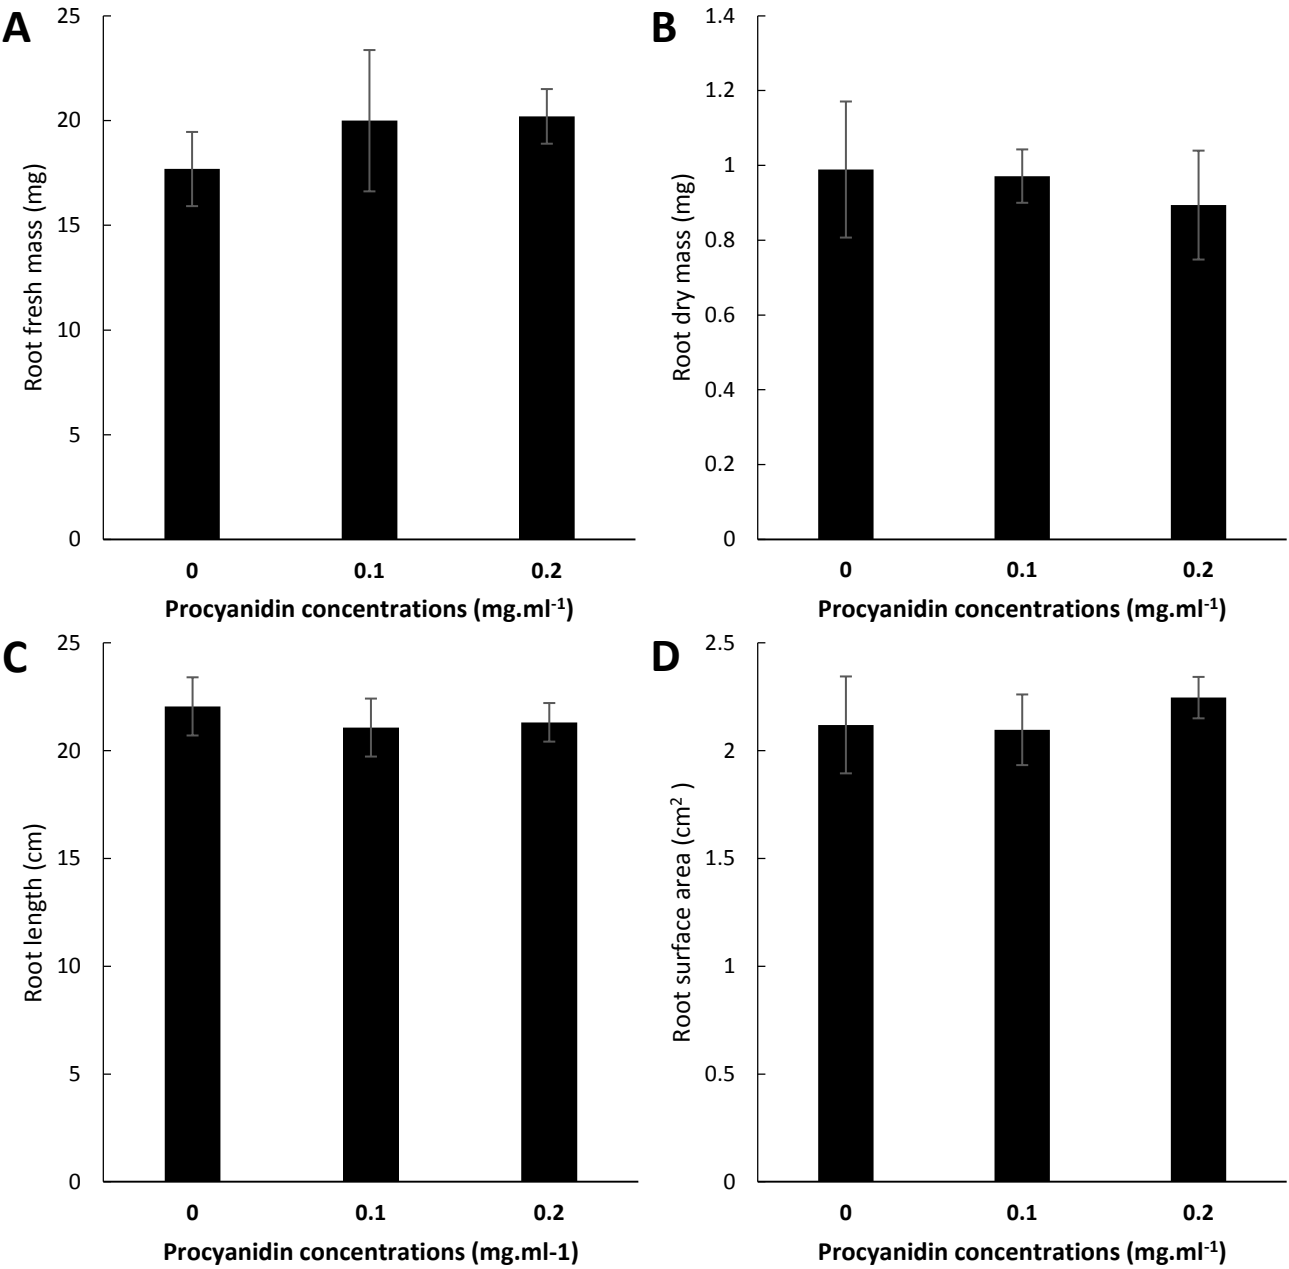 A
Root fresh mass (mg)
25
20
15
10
5
0
0 0.1 0.2
Procyanidin concentrations (mg.ml⁻¹)
B
Root dry mass (mg)
1.4
1.2
1
0.8
0.6
0.4
0.2
0
0 0.1 0.2
Procyanidin concentrations (mg.ml⁻¹)
C
Root length (cm)
25
20
15
10
5
0
0 0.1 0.2
Procyanidin concentrations (mg.ml-1)
D
Root surface area (cm² )
2.5
2
1.5
1
0.5
0
0 0.1 0.2
Procyanidin concentrations (mg.ml⁻¹)